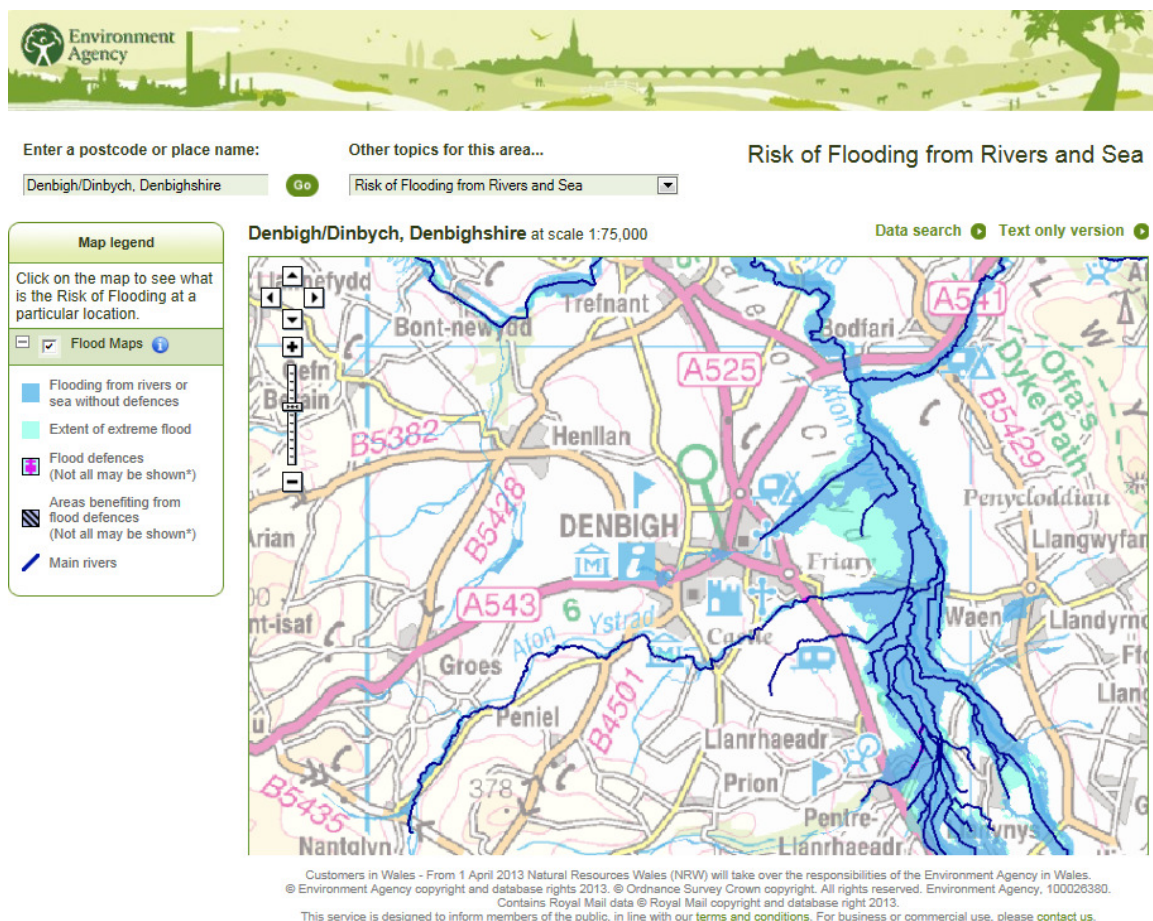 Environment
Agency
Enter a postcode or place name:
Other topics for this area...
Risk of Flooding from Rivers and Sea
Denbigh/Dinbych, Denbighshire
Go
Risk of Flooding from Rivers and Sea
Map legend
Click on the map to see what
is the Risk of Flooding at a
particular location.
Flood Maps
Flooding from rivers or
sea without defences
Extent of extreme flood
Flood defences
(Not all may be shown*)
Areas benefiting from
flood defences
(Not all may be shown*)
Main rivers
Denbigh/Dinbych, Denbighshire at scale 1:75,000
Data search
Text only version
Trefnant
Bodfari
A541
A525
Offa's
Dyke Path
B5429
B5382
Henllan
B5428
Penycloddiau
DENBIGH
Friary
Llangwyfan
A543
6
Afon Ystrad
Castle
Waen
Groes
Peniel
B4501
Llanrhaeadr
Prion
378
B5435
Pentre-
Llanrhaeadr
Nantglyn
Customers in Wales - From 1 April 2013 Natural Resources Wales (NRW) will take over the responsibilities of the Environment Agency in Wales.
© Environment Agency copyright and database rights 2013. © Ordnance Survey Crown copyright. All rights reserved. Environment Agency, 100026380.
Contains Royal Mail data © Royal Mail copyright and database right 2013.
This service is designed to inform members of the public, in line with our terms and conditions. For business or commercial use, please contact us.